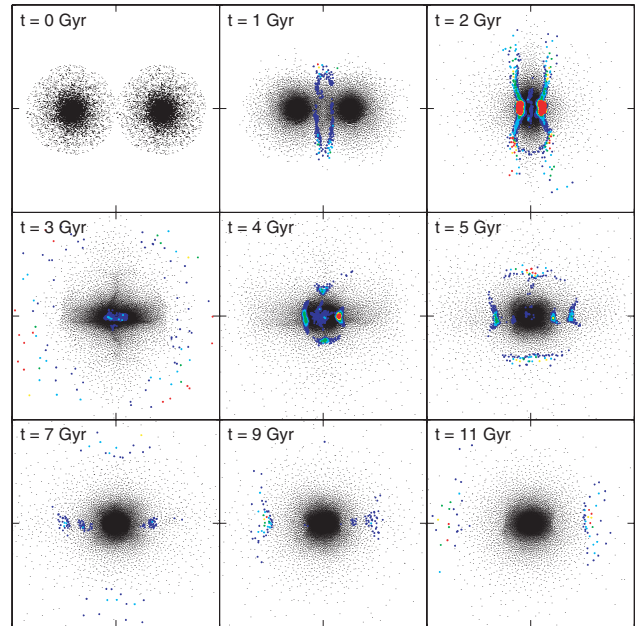 t = 0 Gyr
t = 1 Gyr
t = 2 Gyr
t = 3 Gyr
t = 4 Gyr
t = 5 Gyr
t = 7 Gyr
t = 9 Gyr
t = 11 Gyr